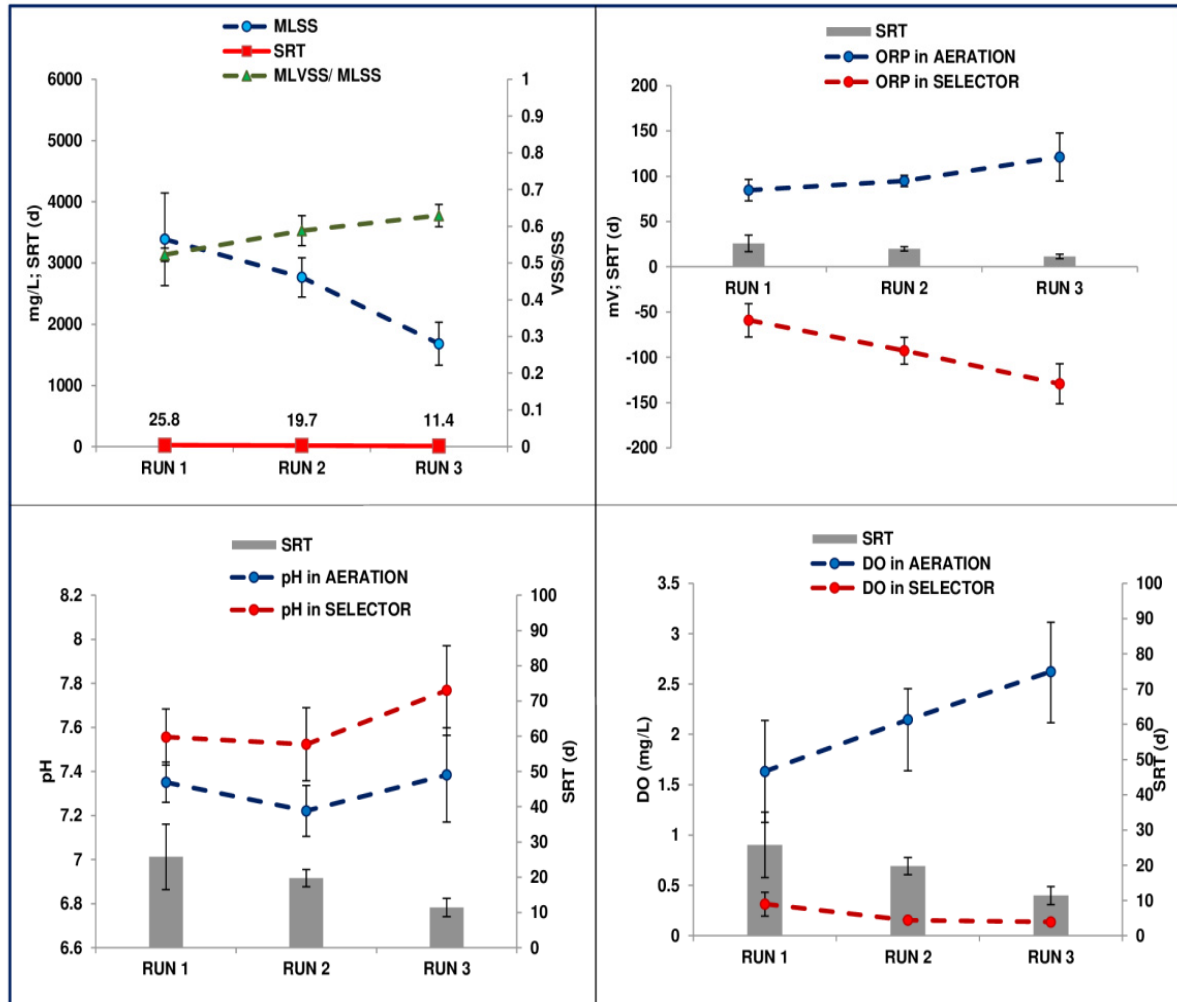 MLSS
SRT
MLVSS/ MLSS
6000
5000
4000
3000
2000
1000
0
mg/L; SRT (d)
1
0.9
0.8
0.7
0.6
0.5
0.4
0.3
0.2
0.1
0
VSS/SS
25.8
19.7
11.4
RUN 1
RUN 2
RUN 3
SRT
ORP in AERATION
ORP in SELECTOR
200
150
100
50
0
-50
-100
-150
-200
mV; SRT (d)
RUN 1
RUN 2
RUN 3
SRT
pH in AERATION
pH in SELECTOR
8.2
8
7.8
7.6
7.4
7.2
7
6.8
6.6
pH
100
90
80
70
60
50
40
30
20
10
0
SRT (d)
RUN 1
RUN 2
RUN 3
SRT
DO in AERATION
DO in SELECTOR
3.5
3
2.5
2
1.5
1
0.5
0
DO (mg/L)
100
90
80
70
60
50
40
30
20
10
0
SRT (d)
RUN 1
RUN 2
RUN 3